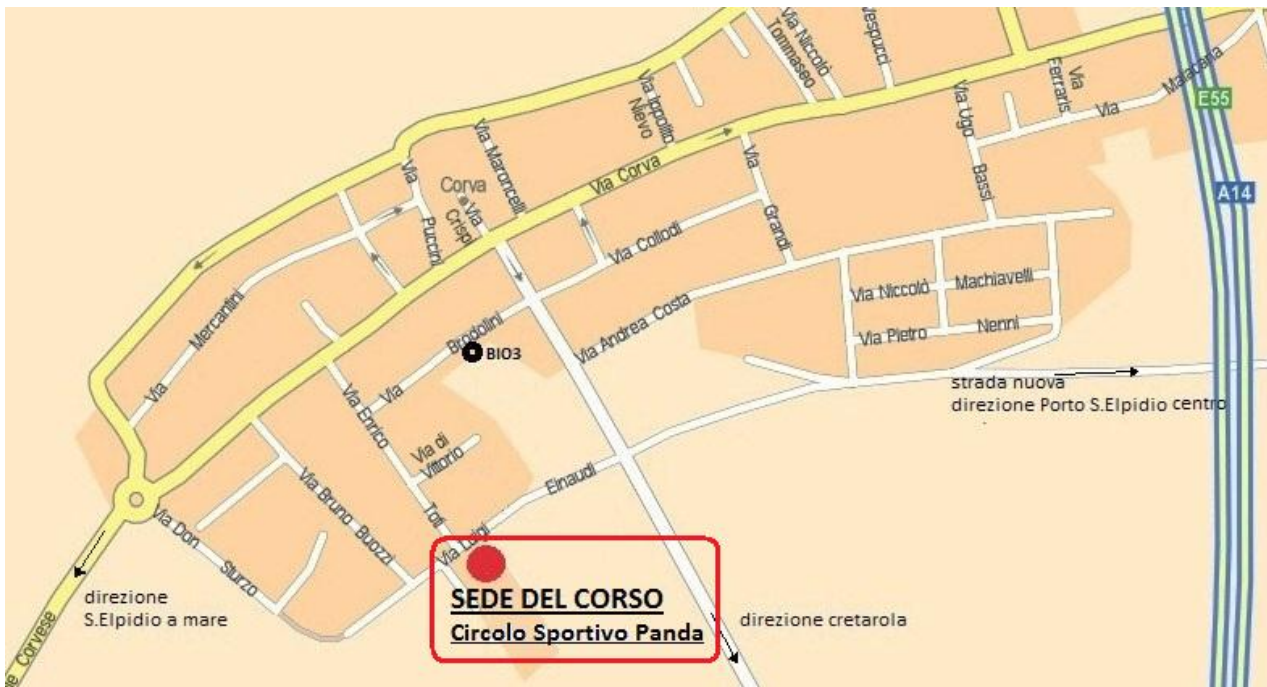 Via Niccolò
Tommaseo
Vespucci
Via Ippolito
Nievo
Via Ugo
Bassi
Via
Ferraris
Via
E55
A14
Via Maroncelli
Via Corva
Via
Puccini
Corva
Via
Crispi
Via
Grandi
Via Collodi
Via Mercantini
Via Andrea Costa
Via Niccolò Machiavelli
Via Pietro Nenni
Via Brodolini
BIO3
strada nuova
direzione Porto S.Elpidio centro
Via Enrico
Toti
Via di
Vittorio
Via Luigi Einaudi
Via Bruno Buozzi
Via Don
Sturzo
direzione
S.Elpidio a mare
SEDE DEL CORSO
Circolo Sportivo Panda
direzione cretarola
Corvese